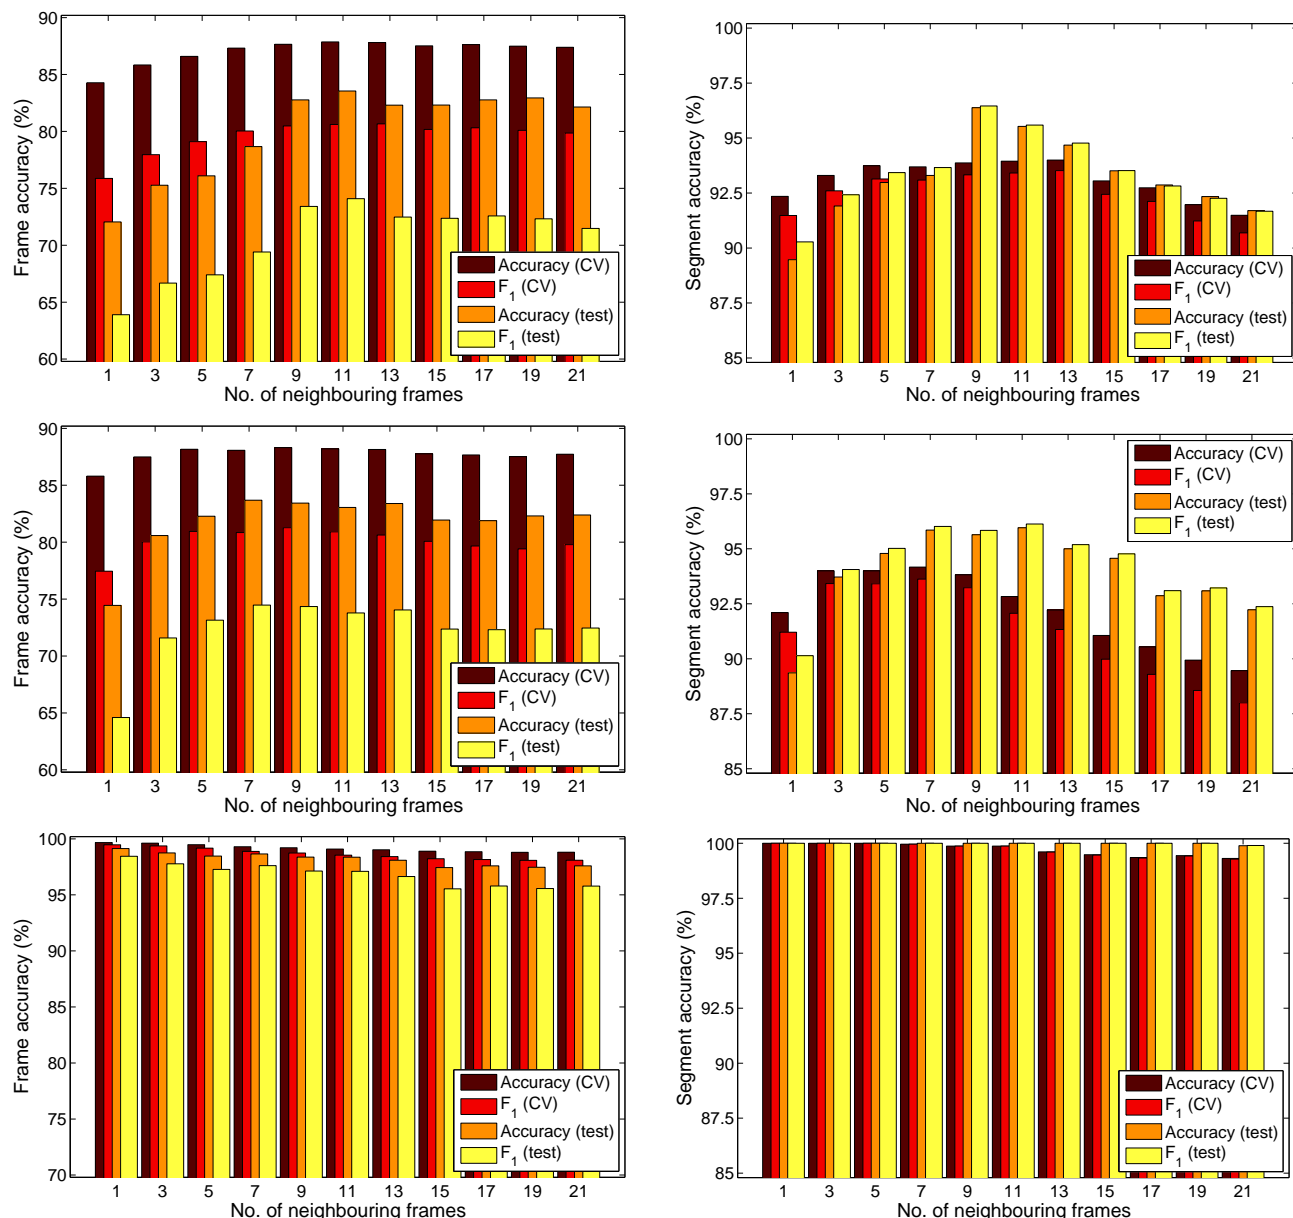 90
85
80
75
70
65
60
Frame accuracy (%)
Accuracy (CV)
F1 (CV)
Accuracy (test)
F1 (test)
1 3 5 7 9 11 13 15 17 19 21
No. of neighbouring frames
100
97.5
95
92.5
90
87.5
85
Segment accuracy (%)
Accuracy (CV)
F1 (CV)
Accuracy (test)
F1 (test)
1 3 5 7 9 11 13 15 17 19 21
No. of neighbouring frames
90
85
80
75
70
65
60
Frame accuracy (%)
Accuracy (CV)
F1 (CV)
Accuracy (test)
F1 (test)
1 3 5 7 9 11 13 15 17 19 21
No. of neighbouring frames
100
97.5
95
92.5
90
87.5
85
Segment accuracy (%)
Accuracy (CV)
F1 (CV)
Accuracy (test)
F1 (test)
1 3 5 7 9 11 13 15 17 19 21
No. of neighbouring frames
100
95
90
85
80
75
70
Frame accuracy (%)
Accuracy (CV)
F1 (CV)
Accuracy (test)
F1 (test)
1 3 5 7 9 11 13 15 17 19 21
No. of neighbouring frames
100
97.5
95
92.5
90
87.5
85
Segment accuracy (%)
Accuracy (CV)
F1 (CV)
Accuracy (test)
F1 (test)
1 3 5 7 9 11 13 15 17 19 21
No. of neighbouring frames